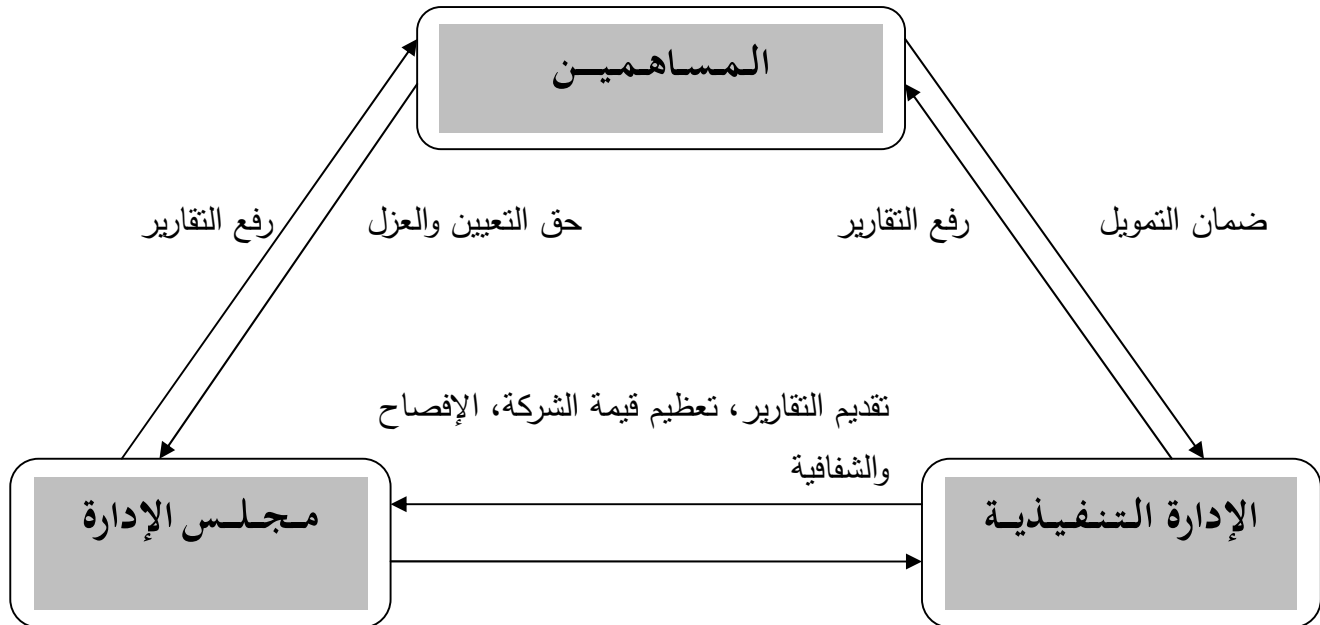 المساهمين
ضمان التمويل
رفع التقارير
حق التعيين والعزل
رفع التقارير
تقديم التقارير، تعظيم قيمة الشركة، الإفصاح
والشفافية
الإدارة التنفيذية
مجلس الإدارة